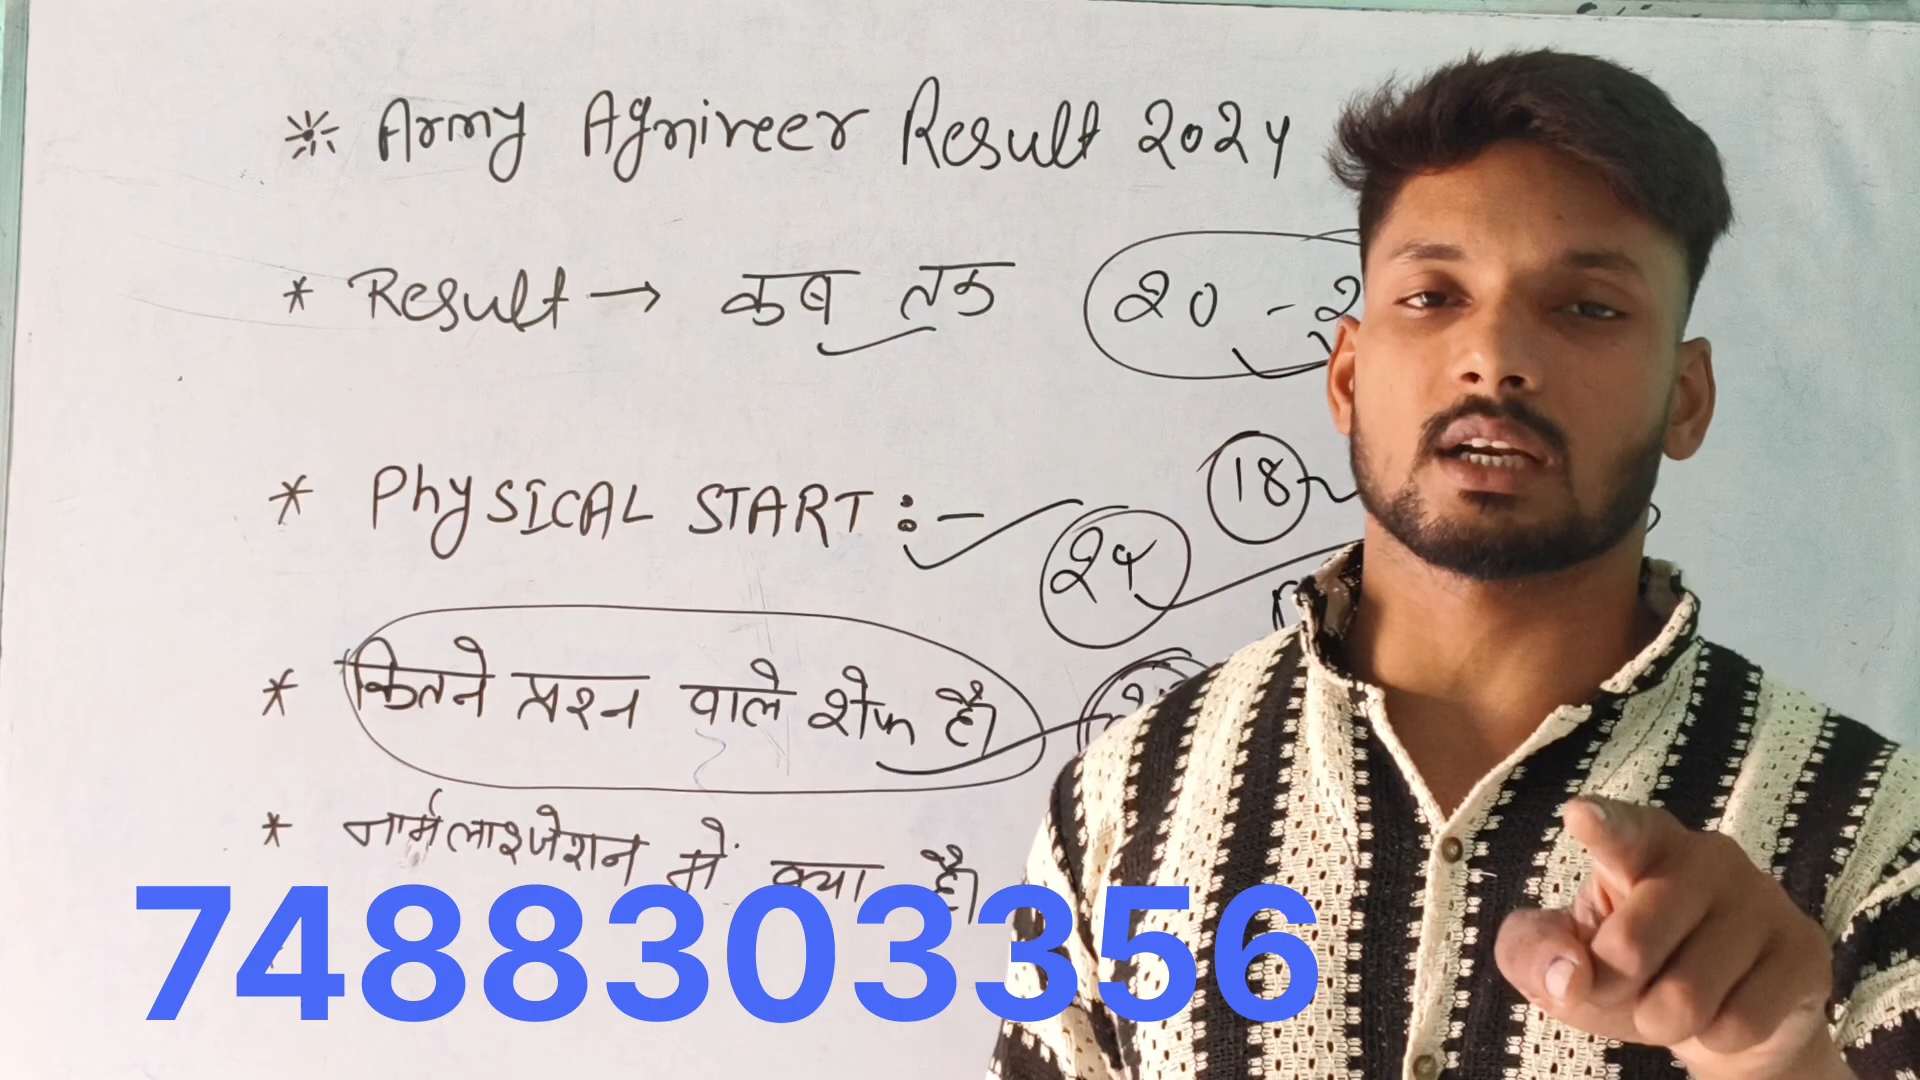 * Army Agniveer Result 2024
* Result → कब तक 20 - 2
* Physical START :- 24 18
* कितने प्रश्न वाले शेफ है।
* नार्मलाइजेशन में क्या है।
7488303356